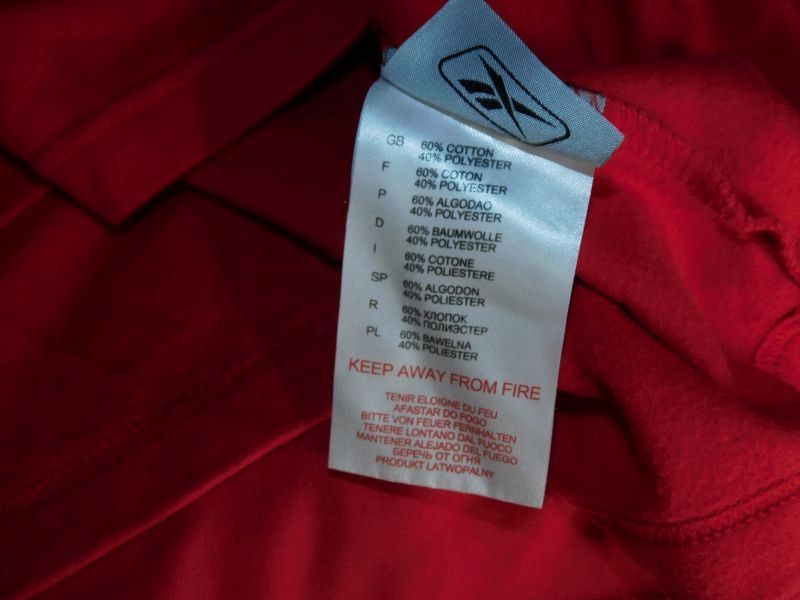 GB 60% COTTON
40% POLYESTER
F 60% COTON
40% POLYESTER
P 60% ALGODAO
40% POLYESTER
D 60% BAUMWOLLE
40% POLYESTER
I 60% COTONE
40% POLIESTERE
SP 60% ALGODON
40% POLIESTER
R 60% ХЛОПОК
40% ПОЛИЭСТЕР
PL 60% BAWELNA
40% POLIESTER
KEEP AWAY FROM FIRE
TENIR ELOIGNE DU FEU
AFASTAR DO FOGO
BITTE VON FEUER FERNHALTEN
TENERE LONTANO DAL FUOCO
MANTENER ALEJADO DEL FUEGO
БЕРЕЧЬ ОТ ОГНЯ
PRODUKT LATWOPALNY